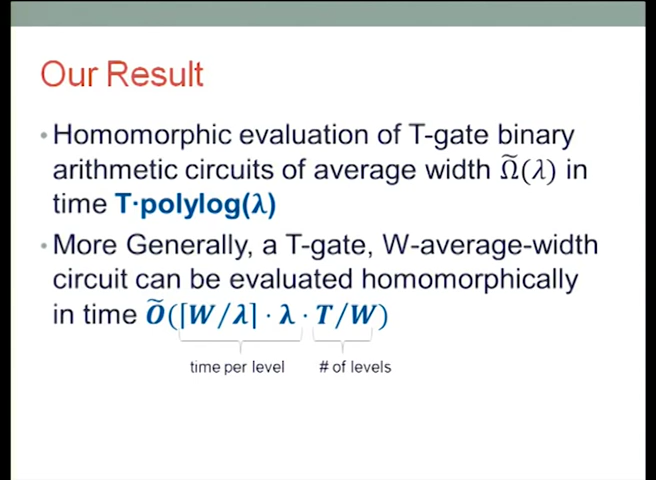 Our Result
• Homomorphic evaluation of T-gate binary
arithmetic circuits of average width Ω̃(λ) in
time T·polylog(λ)
• More Generally, a T-gate, W-average-width
circuit can be evaluated homomorphically
in time Õ(⌈W/λ⌉ · λ · T/W)
time per level # of levels